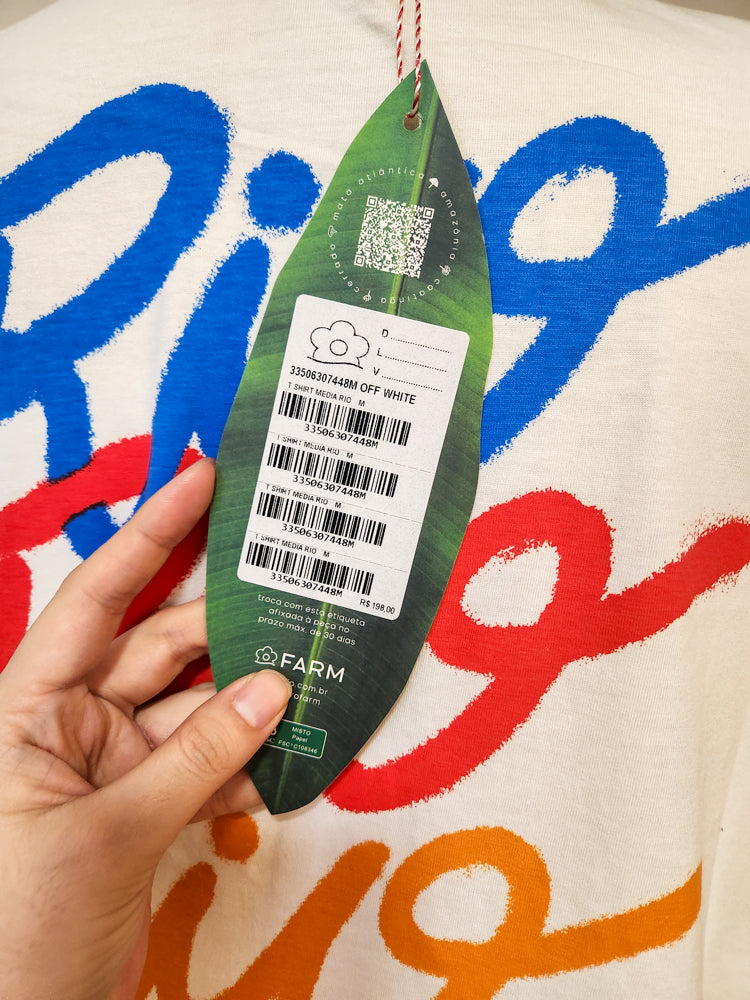 Rio
mata atlântica amazônia caatinga cerrado
D
L
V
33506307448M OFF WHITE
T SHIRT MEDIA RIO M
33506307448M
T SHIRT MEDIA RIO M
33506307448M
T SHIRT MEDIA RIO M
33506307448M
T SHIRT MEDIA RIO M
33506307448M
R$ 198,00
troca com esta etiqueta
afixada à peça no
prazo máx. de 30 dias
FARM
.com.br
MISTO
Papel
FSC® C108346
Rio
Rio